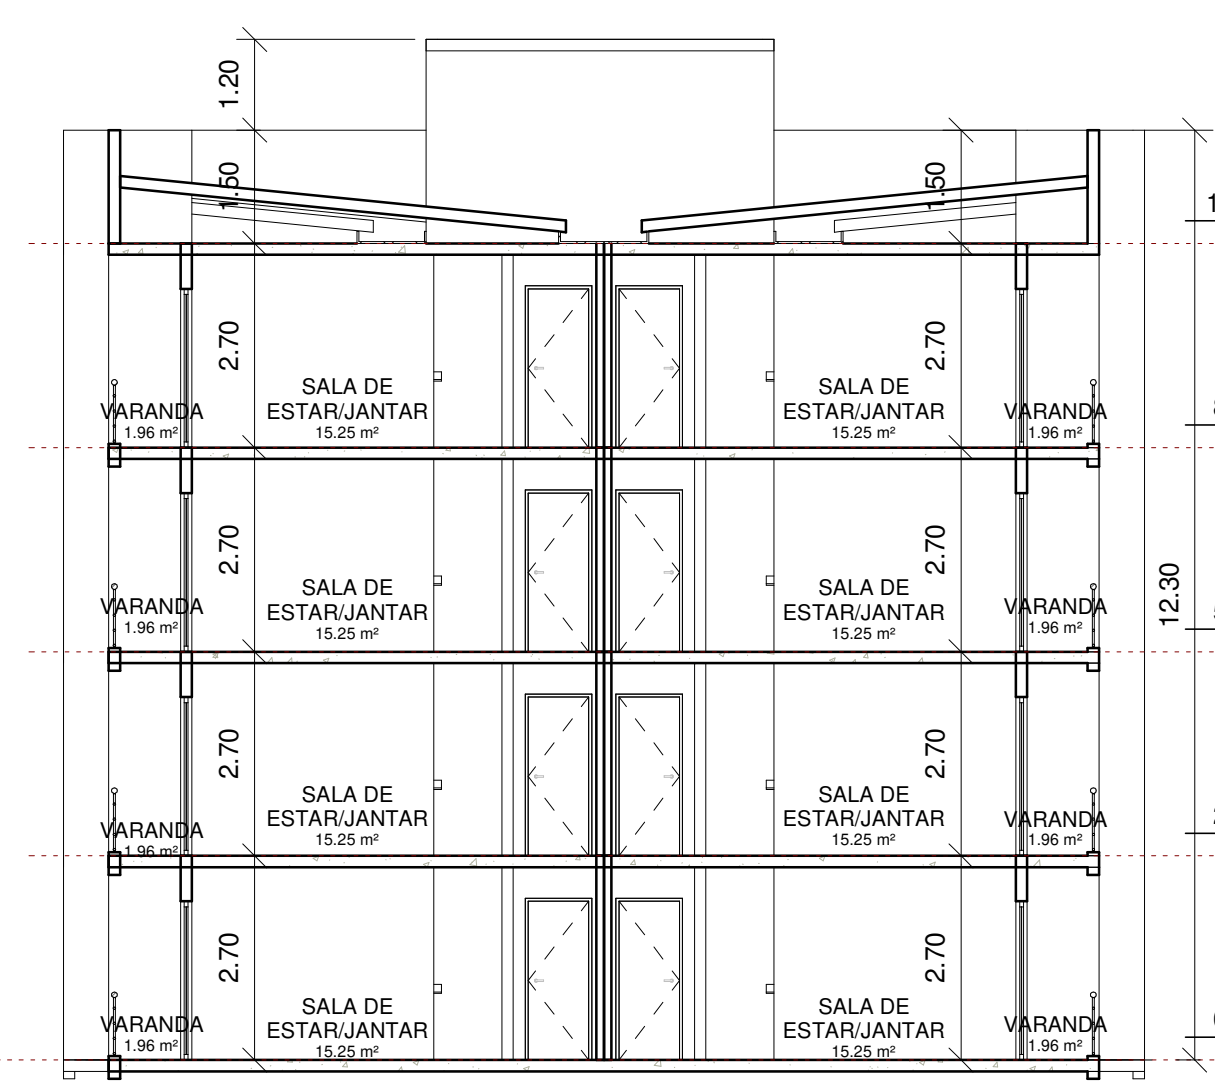 1.20
1.50
1.50
2.70
2.70
SALA DE
ESTAR/JANTAR
15.25 m²
SALA DE
ESTAR/JANTAR
15.25 m²
VARANDA
1.96 m²
VARANDA
1.96 m²
2.70
2.70
12.30
SALA DE
ESTAR/JANTAR
15.25 m²
SALA DE
ESTAR/JANTAR
15.25 m²
VARANDA
1.96 m²
VARANDA
1.96 m²
2.70
2.70
SALA DE
ESTAR/JANTAR
15.25 m²
SALA DE
ESTAR/JANTAR
15.25 m²
VARANDA
1.96 m²
VARANDA
1.96 m²
2.70
2.70
SALA DE
ESTAR/JANTAR
15.25 m²
SALA DE
ESTAR/JANTAR
15.25 m²
VARANDA
1.96 m²
VARANDA
1.96 m²